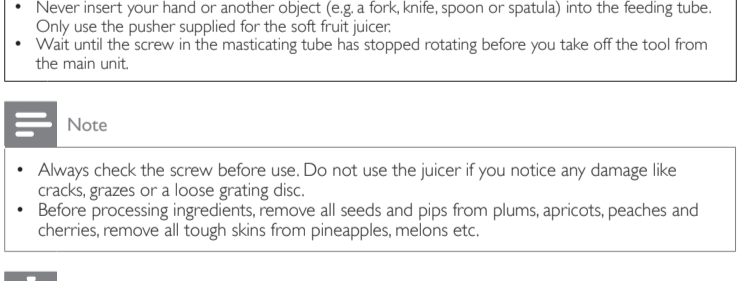 • Never insert your hand or another object (e.g. a fork, knife, spoon or spatula) into the feeding tube.
Only use the pusher supplied for the soft fruit juicer.
• Wait until the screw in the masticating tube has stopped rotating before you take off the tool from
the main unit.
Note
• Always check the screw before use. Do not use the juicer if you notice any damage like
cracks, grazes or a loose grating disc.
• Before processing ingredients, remove all seeds and pips from plums, apricots, peaches and
cherries, remove all tough skins from pineapples, melons etc.